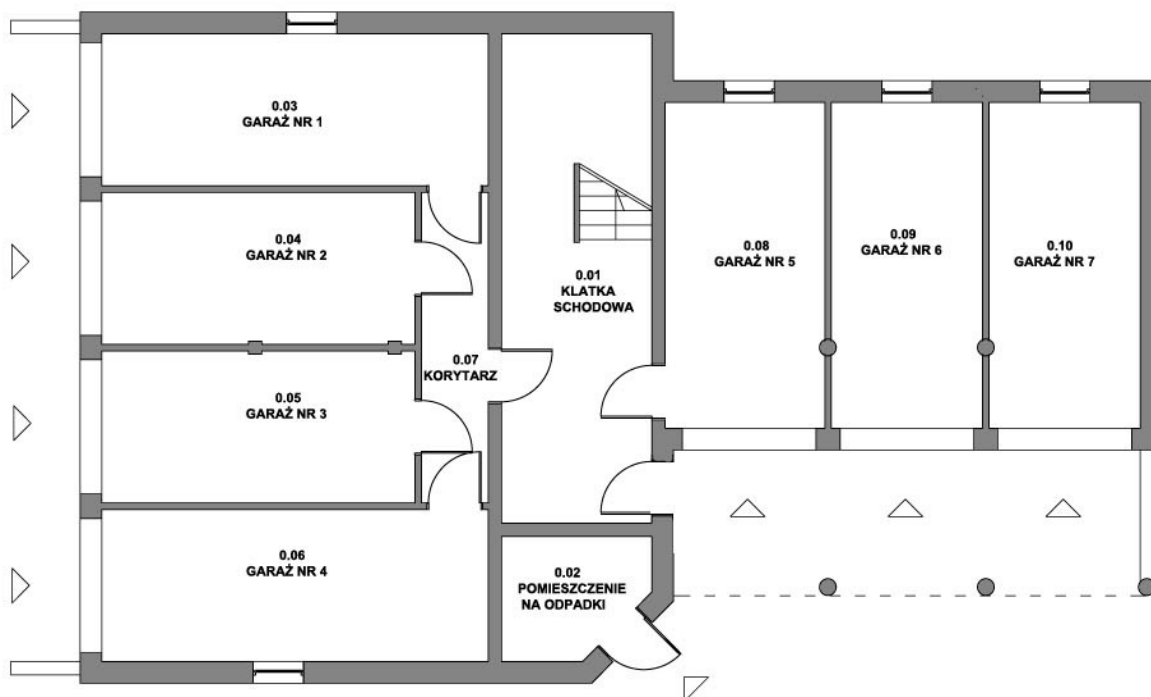 0.03
GARAŻ NR 1
0.04
GARAŻ NR 2
0.05
GARAŻ NR 3
0.06
GARAŻ NR 4
0.07
KORYTARZ
0.01
KLATKA
SCHODOWA
0.02
POMIESZCZENIE
NA ODPADKI
0.08
GARAŻ NR 5
0.09
GARAŻ NR 6
0.10
GARAŻ NR 7